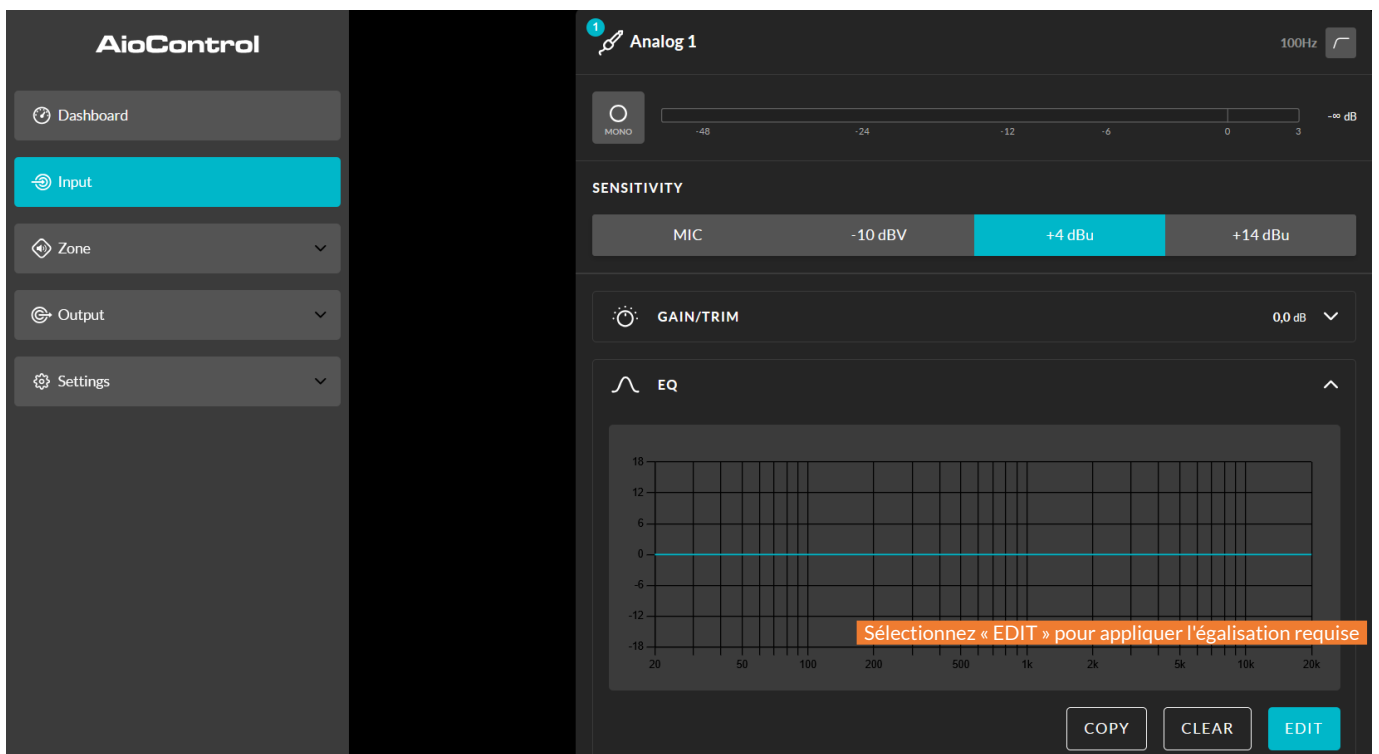 AioControl
Dashboard
Input
Zone
Output
Settings
1
Analog 1
100Hz
MONO
-48 -24 -12 -6 0 3
-∞ dB
SENSITIVITY
MIC -10 dBV +4 dBu +14 dBu
GAIN/TRIM 0,0 dB
EQ
18
12
6
0
-6
-12
Sélectionnez « EDIT » pour appliquer l'égalisation requise
-18
20 50 100 200 500 1k 2k 5k 10k 20k
COPY CLEAR EDIT